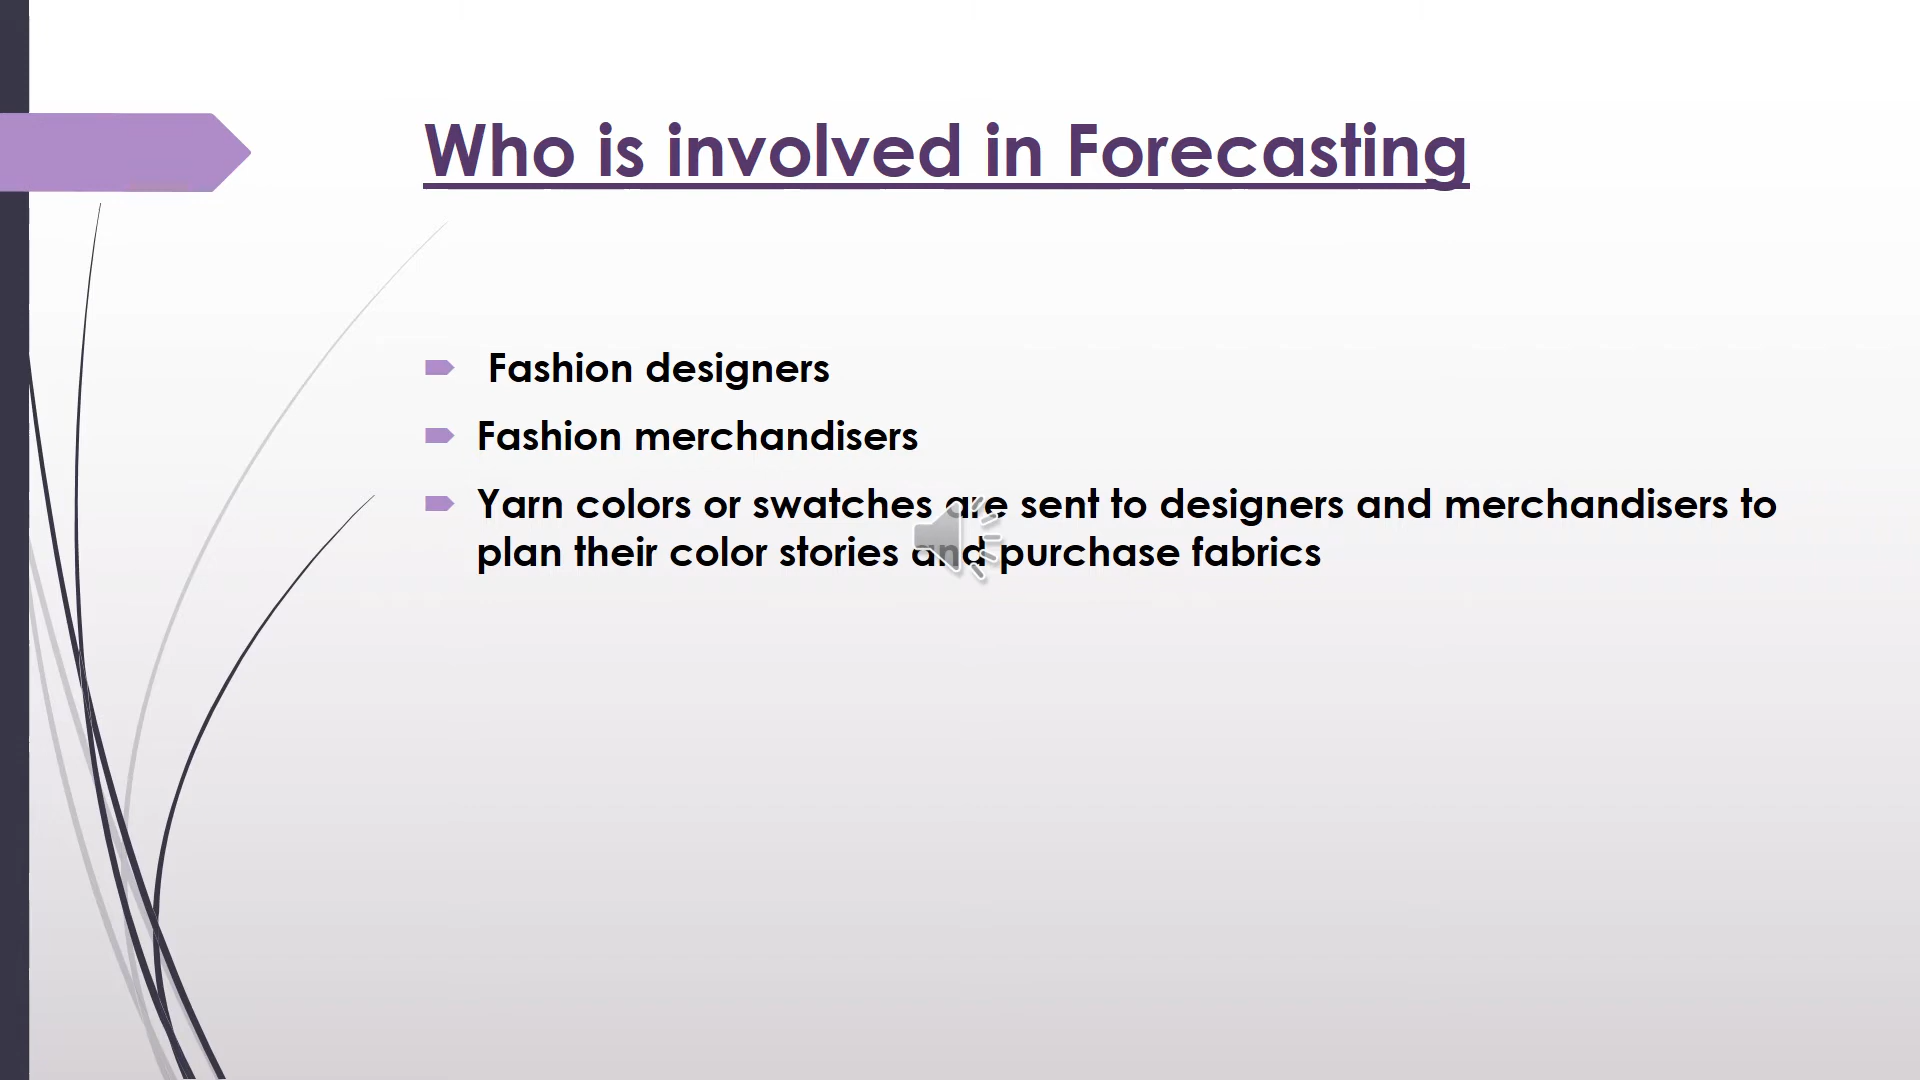 Who is involved in Forecasting
Fashion designers
Fashion merchandisers
Yarn colors or swatches are sent to designers and merchandisers to
plan their color stories and purchase fabrics